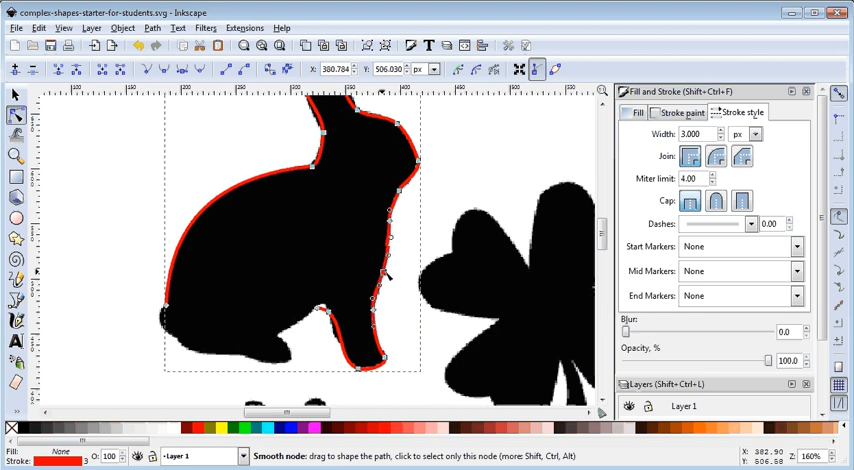 complex-shapes-starter-for-students.svg - Inkscape
File Edit View Layer Object Path Text Filters Extensions Help
X: 380.784 Y: 506.030 px
Fill and Stroke (Shift+Ctrl+F)
Fill Stroke paint Stroke style
Width: 3.000 px
Join:
Miter limit: 4.00
Cap:
Dashes: 0.00
Start Markers: None
Mid Markers: None
End Markers: None
Blur:
0.0
Opacity, %
100.0
Layers (Shift+Ctrl+L)
Layer 1
Fill: None
Stroke: 3
O: 100
Layer 1
Smooth node: drag to shape the path, click to select only this node (more: Shift, Ctrl, Alt)
X: 382.90
Y: 506.58
Z: 160%